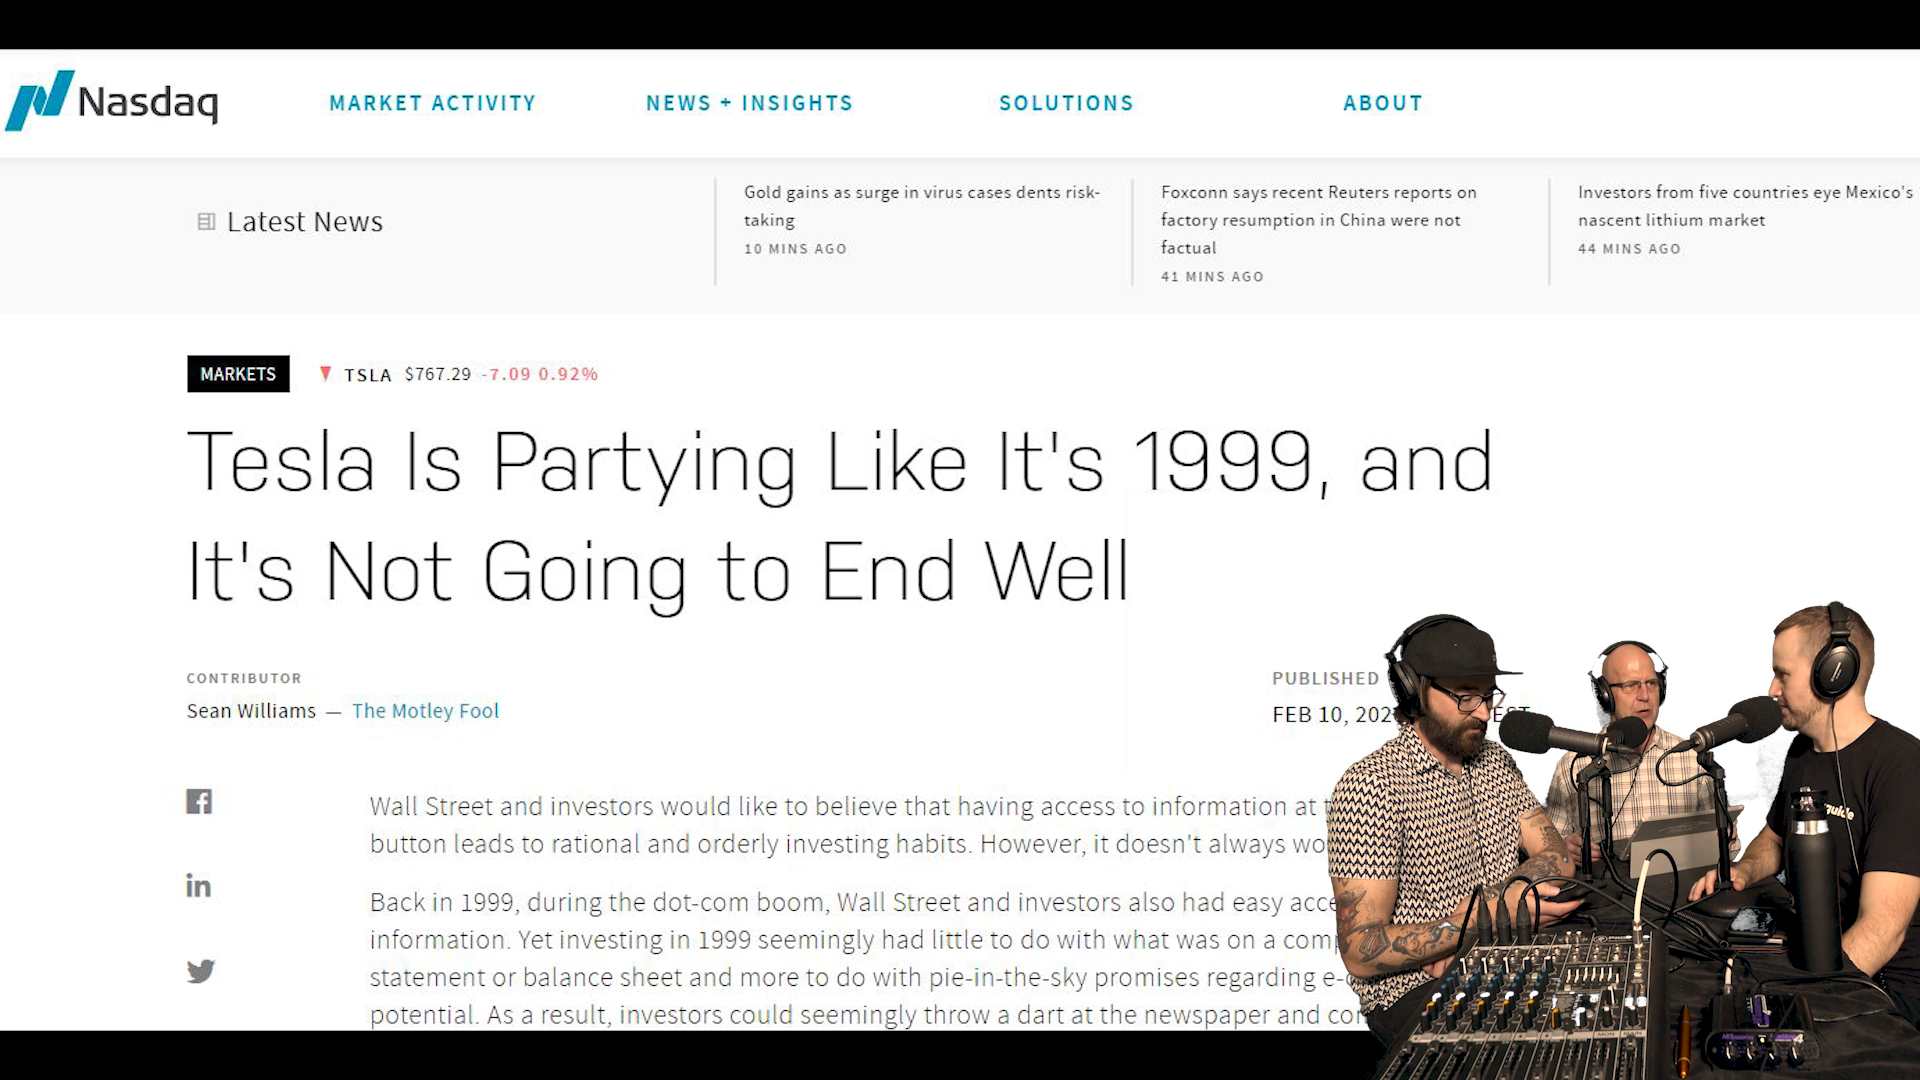 Nasdaq
MARKET ACTIVITY
NEWS + INSIGHTS
SOLUTIONS
ABOUT
Latest News
Gold gains as surge in virus cases dents risk-
taking
10 MINS AGO
Foxconn says recent Reuters reports on
factory resumption in China were not
factual
41 MINS AGO
Investors from five countries eye Mexico's
nascent lithium market
44 MINS AGO
MARKETS
TSLA $767.29 -7.09 0.92%
Tesla Is Partying Like It's 1999, and
It's Not Going to End Well
CONTRIBUTOR
Sean Williams — The Motley Fool
PUBLISHED
FEB 10, EST
Wall Street and investors would like to believe that having access to information at
button leads to rational and orderly investing habits. However, it doesn't always
Back in 1999, during the dot-com boom, Wall Street and investors also had easy
information. Yet investing in 1999 seemingly had little to do with what was on a
statement or balance sheet and more to do with pie-in-the-sky promises regarding
potential. As a result, investors could seemingly throw a dart at the newspaper and